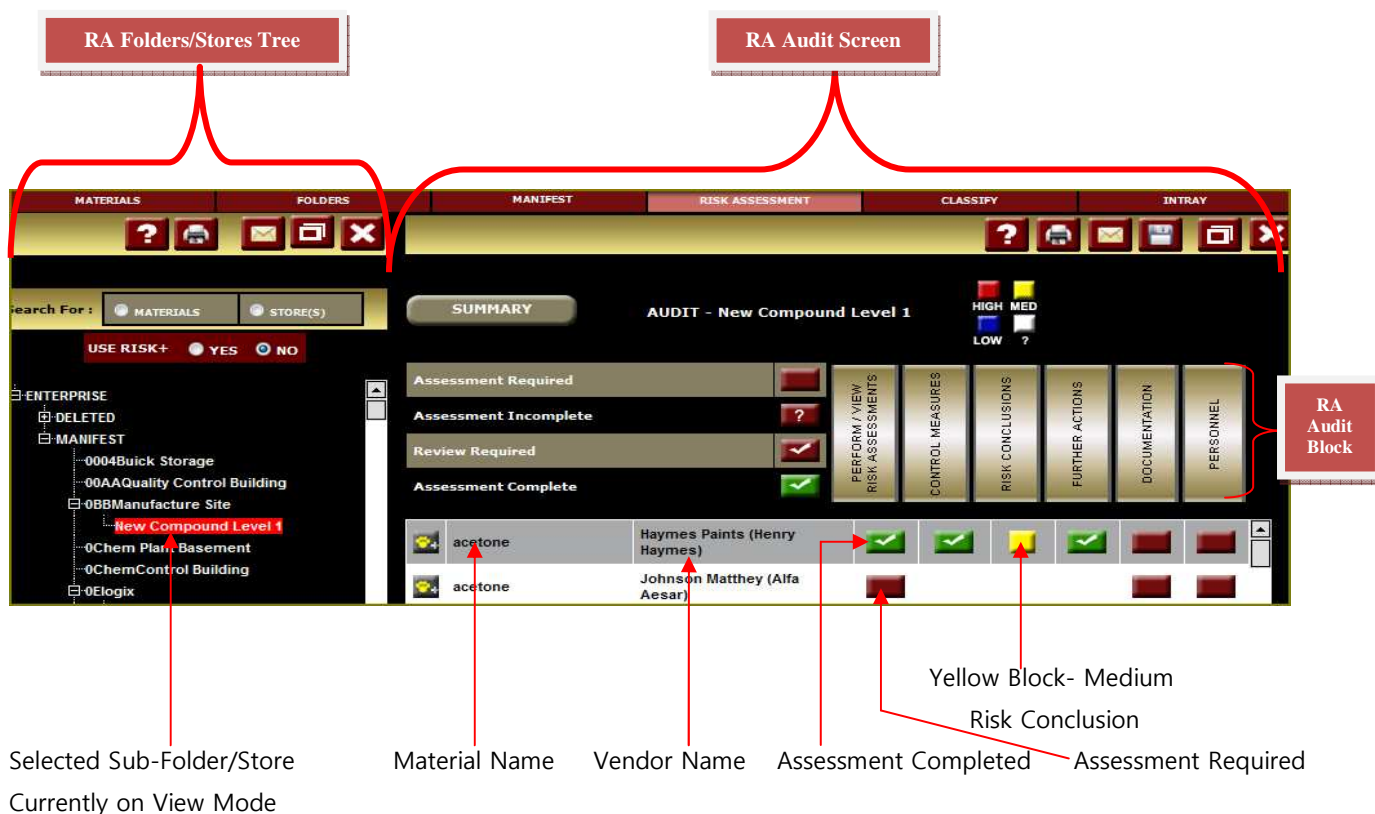 RA Folders/Stores Tree
RA Audit Screen
MATERIALS FOLDERS MANIFEST RISK ASSESSMENT CLASSIFY INTRAY
? ?
Search For : MATERIALS STORE(S)
USE RISK+ YES NO
SUMMARY
AUDIT - New Compound Level 1
HIGH MED
LOW ?
ENTERPRISE
DELETED
MANIFEST
0004Buick Storage
00AAQuality Control Building
0BBManufacture Site
New Compound Level 1
0Chem Plant Basement
0ChemControl Building
0Elogix
Assessment Required
Assessment Incomplete ?
Review Required
Assessment Complete
PERFORM / VIEW
RISK ASSESSMENTS
CONTROL MEASURES
RISK CONCLUSIONS
FURTHER ACTIONS
DOCUMENTATION
PERSONNEL
RA
Audit
Block
acetone Haymes Paints (Henry
Haymes)
acetone Johnson Matthey (Alfa
Aesar)
Yellow Block- Medium
Risk Conclusion
Selected Sub-Folder/Store
Currently on View Mode
Material Name
Vendor Name
Assessment Completed
Assessment Required